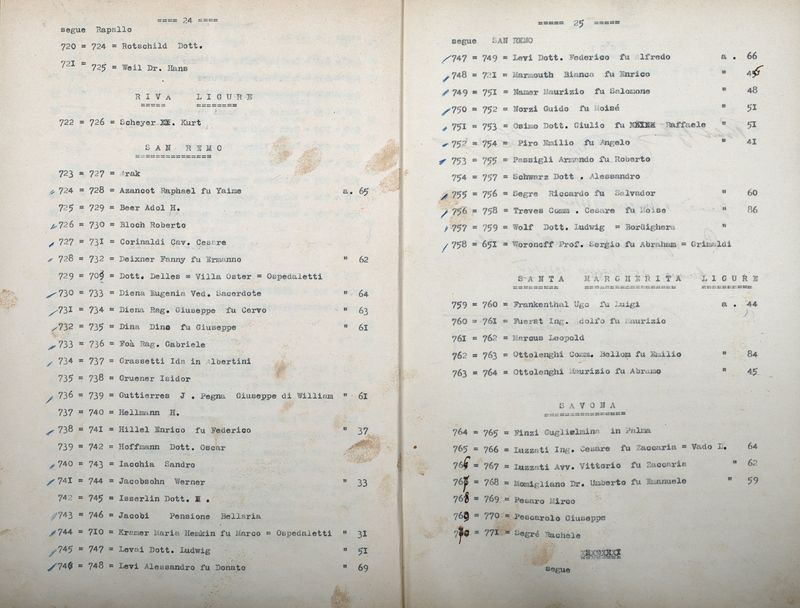 ==== 24 ====
segue Rapallo
720 = 724 = Rotschild Dott.
721 = 725 = Weil Dr. Hans
RIVA LIGURE
722 = 726 = Scheyer XX. Kurt
SAN REMO
723 = 727 = Arak
724 = 728 = Azancot Raphael fu Yaime a. 65
725 = 729 = Beer Adol H.
726 = 730 = Bloch Roberto
727 = 731 = Corinaldi Cav. Cesare
728 = 732 = Deixner Fanny fu Ermanno " 62
729 = 709 = Dott. Delles = Villa Oster = Ospedaletti
730 = 733 = Diena Eugenia Ved. Sacerdote " 64
731 = 734 = Diena Rag. Giuseppe fu Cervo " 63
732 = 735 = Dina Dino fu Giuseppe " 61
733 = 736 = Foà Rag. Gabriele
734 = 737 = Grassetti Ida in Albertini
735 = 738 = Gruener Isidor
736 = 739 = Guttierres J . Pegna Giuseppe di William " 61
737 = 740 = Hellmann H.
738 = 741 = Hillel Enrico fu Federico " 37
739 = 742 = Hoffmann Dott. Oscar
740 = 743 = Iacchia Sandro
741 = 744 = Jacobsohn Werner " 33
742 = 745 = Isserlin Dott. E .
743 = 746 = Jacobi Pensione Bellaria
744 = 710 = Kramer Maria Hemkin fu Marco = Ospedaletti " 31
745 = 747 = Levai Dott. Ludwig " 51
746 = 748 = Levi Alessandro fu Donato " 69
===== 25 =====
segue SAN REMO
747 = 749 = Levi Dott. Federico fu Alfredo a . 66
748 = 721 = Marmouth Bianca fu Enrico " 46
749 = 751 = Namer Maurizio fu Salomone " 48
750 = 752 = Norzi Guido fu Moisé " 51
751 = 753 = Osimo Dott. Giulio fu Raffaele " 51
752 = 754 = Piro Emilio fu Angelo " 41
753 = 755 = Passigli Armando fu Roberto
754 = 757 = Schwarz Dott . Alessandro
755 = 756 = Segre Riccardo fu Salvador " 60
756 = 758 = Treves Comm . Cesare fu Moise " 86
757 = 759 = Wolf Dott. Ludwig = Bordighera "
758 = 651 = Woronoff Prof. Sergio fu Abraham = Grimaldi
SANTA MARGHERITA LIGURE
759 = 760 = Frankenthal Ugo fu Luigi a . 44
760 = 761 = Fuerst Ing. Adolfo fu Maurizio
761 = 762 = Marcus Leopold
762 = 763 = Ottolenghi Comm. Bellom fu Emilio " 84
763 = 764 = Ottolenghi Maurizio fu Abramo " 45
SAVONA
764 = 765 = Finzi Guglielmina in Palma
765 = 766 = Luzzati Ing. Cesare fu Zaccaria = Vado L. 64
766 = 767 = Luzzati Avv. Vittorio fu Zaccaria " 62
767 = 768 = Momigliano Dr. Umberto fu Emanuele " 59
768 = 769 = Pesaro Mirco
769 = 770 = Pescarolo Giuseppe
770 = 771 = Segré Rachele
segue